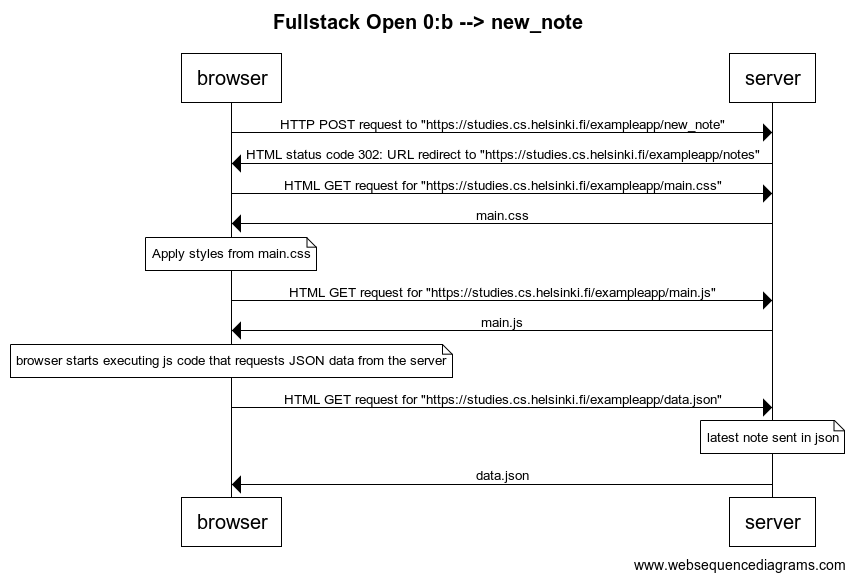 Fullstack Open 0:b --> new_note
browser
server
HTTP POST request to "https://studies.cs.helsinki.fi/exampleapp/new_note"
HTML status code 302: URL redirect to "https://studies.cs.helsinki.fi/exampleapp/notes"
HTML GET request for "https://studies.cs.helsinki.fi/exampleapp/main.css"
main.css
Apply styles from main.css
HTML GET request for "https://studies.cs.helsinki.fi/exampleapp/main.js"
main.js
browser starts executing js code that requests JSON data from the server
HTML GET request for "https://studies.cs.helsinki.fi/exampleapp/data.json"
latest note sent in json
data.json
browser
server
www.websequencediagrams.com